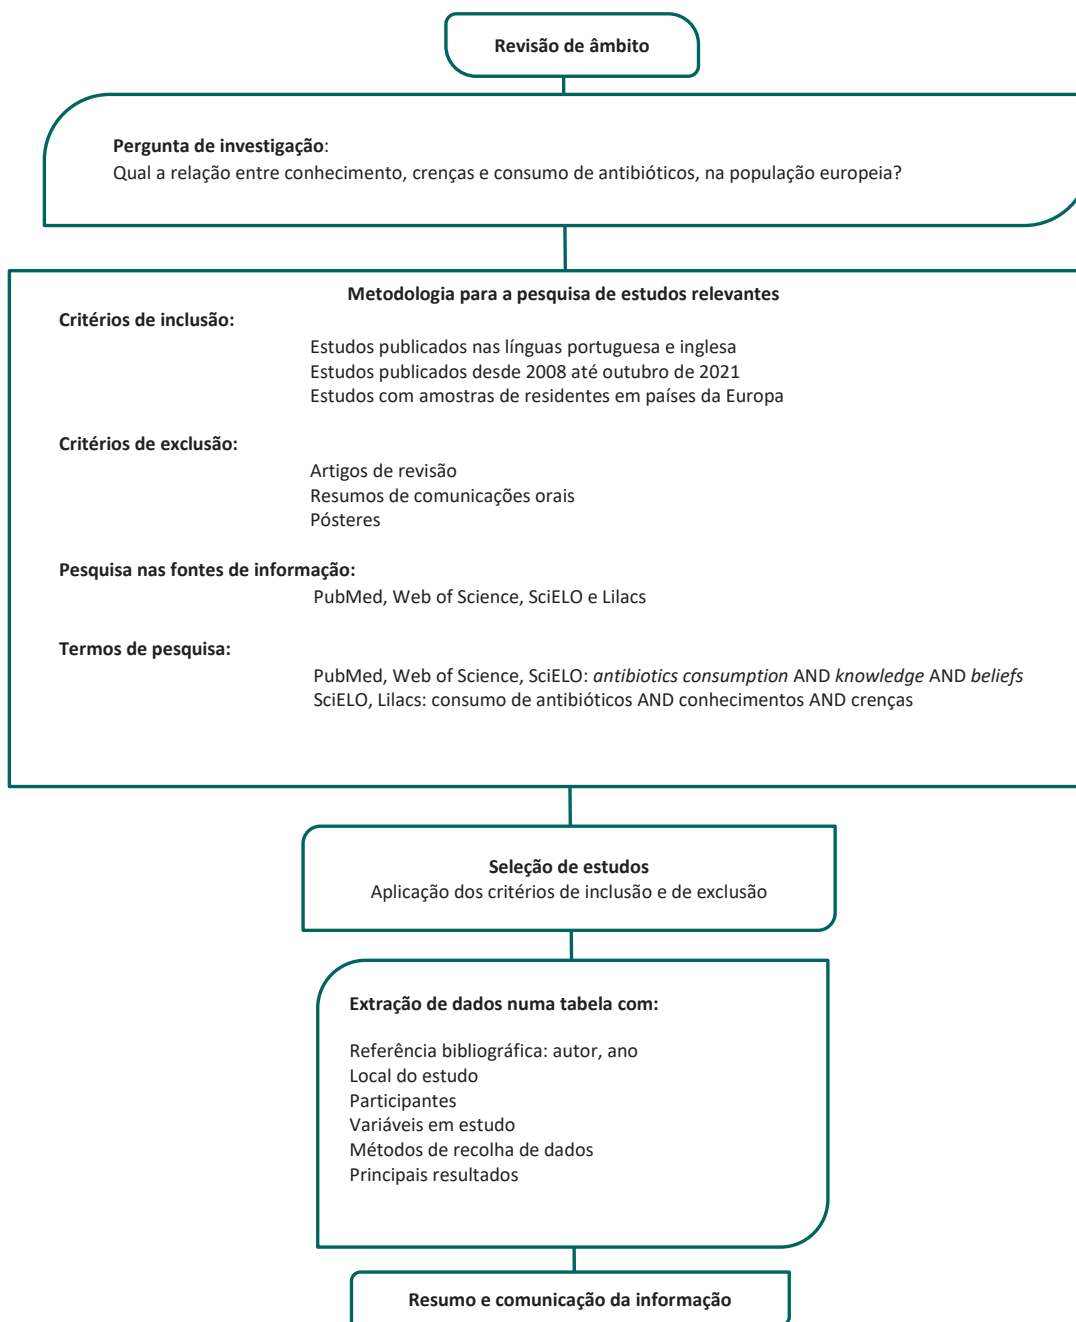 Revisão de âmbito
Pergunta de investigação:
Qual a relação entre conhecimento, crenças e consumo de antibióticos, na população europeia?
Metodologia para a pesquisa de estudos relevantes
Critérios de inclusão:
Estudos publicados nas línguas portuguesa e inglesa
Estudos publicados desde 2008 até outubro de 2021
Estudos com amostras de residentes em países da Europa
Critérios de exclusão:
Artigos de revisão
Resumos de comunicações orais
Pósteres
Pesquisa nas fontes de informação:
PubMed, Web of Science, SciELO e Lilacs
Termos de pesquisa:
PubMed, Web of Science, SciELO: antibiotics consumption AND knowledge AND beliefs
SciELO, Lilacs: consumo de antibióticos AND conhecimentos AND crenças
Seleção de estudos
Aplicação dos critérios de inclusão e de exclusão
Extração de dados numa tabela com:
Referência bibliográfica: autor, ano
Local do estudo
Participantes
Variáveis em estudo
Métodos de recolha de dados
Principais resultados
Resumo e comunicação da informação